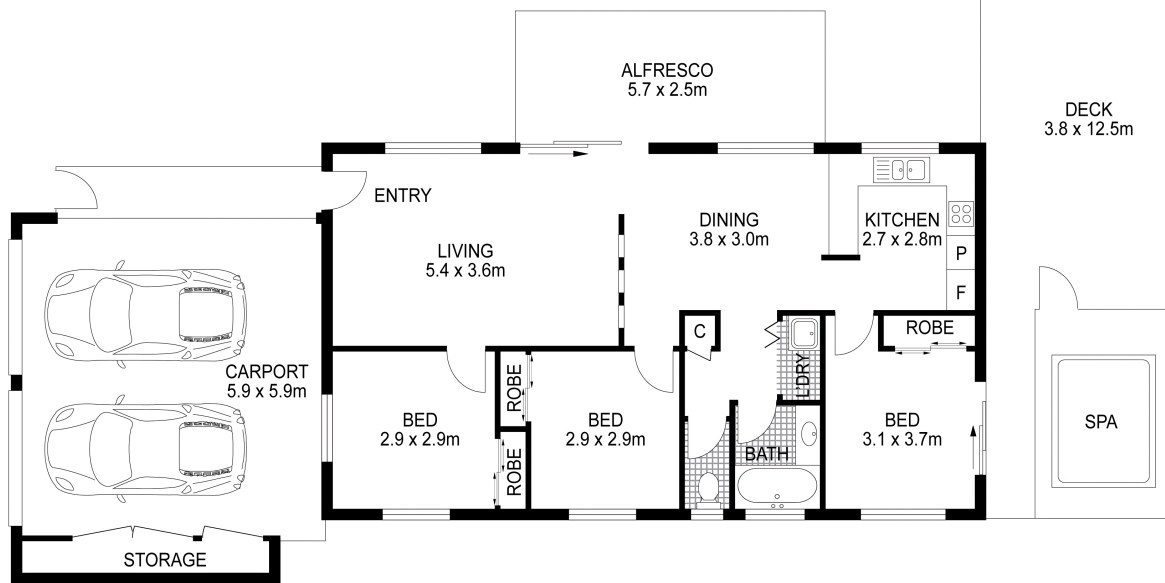 ALFRESCO
5.7 x 2.5m
DECK
3.8 x 12.5m
ENTRY
LIVING
5.4 x 3.6m
DINING
3.8 x 3.0m
KITCHEN
2.7 x 2.8m
P
F
CARPORT
5.9 x 5.9m
C
L'DRY
ROBE
BED
2.9 x 2.9m
ROBE
ROBE
BED
2.9 x 2.9m
BATH
BED
3.1 x 3.7m
SPA
STORAGE